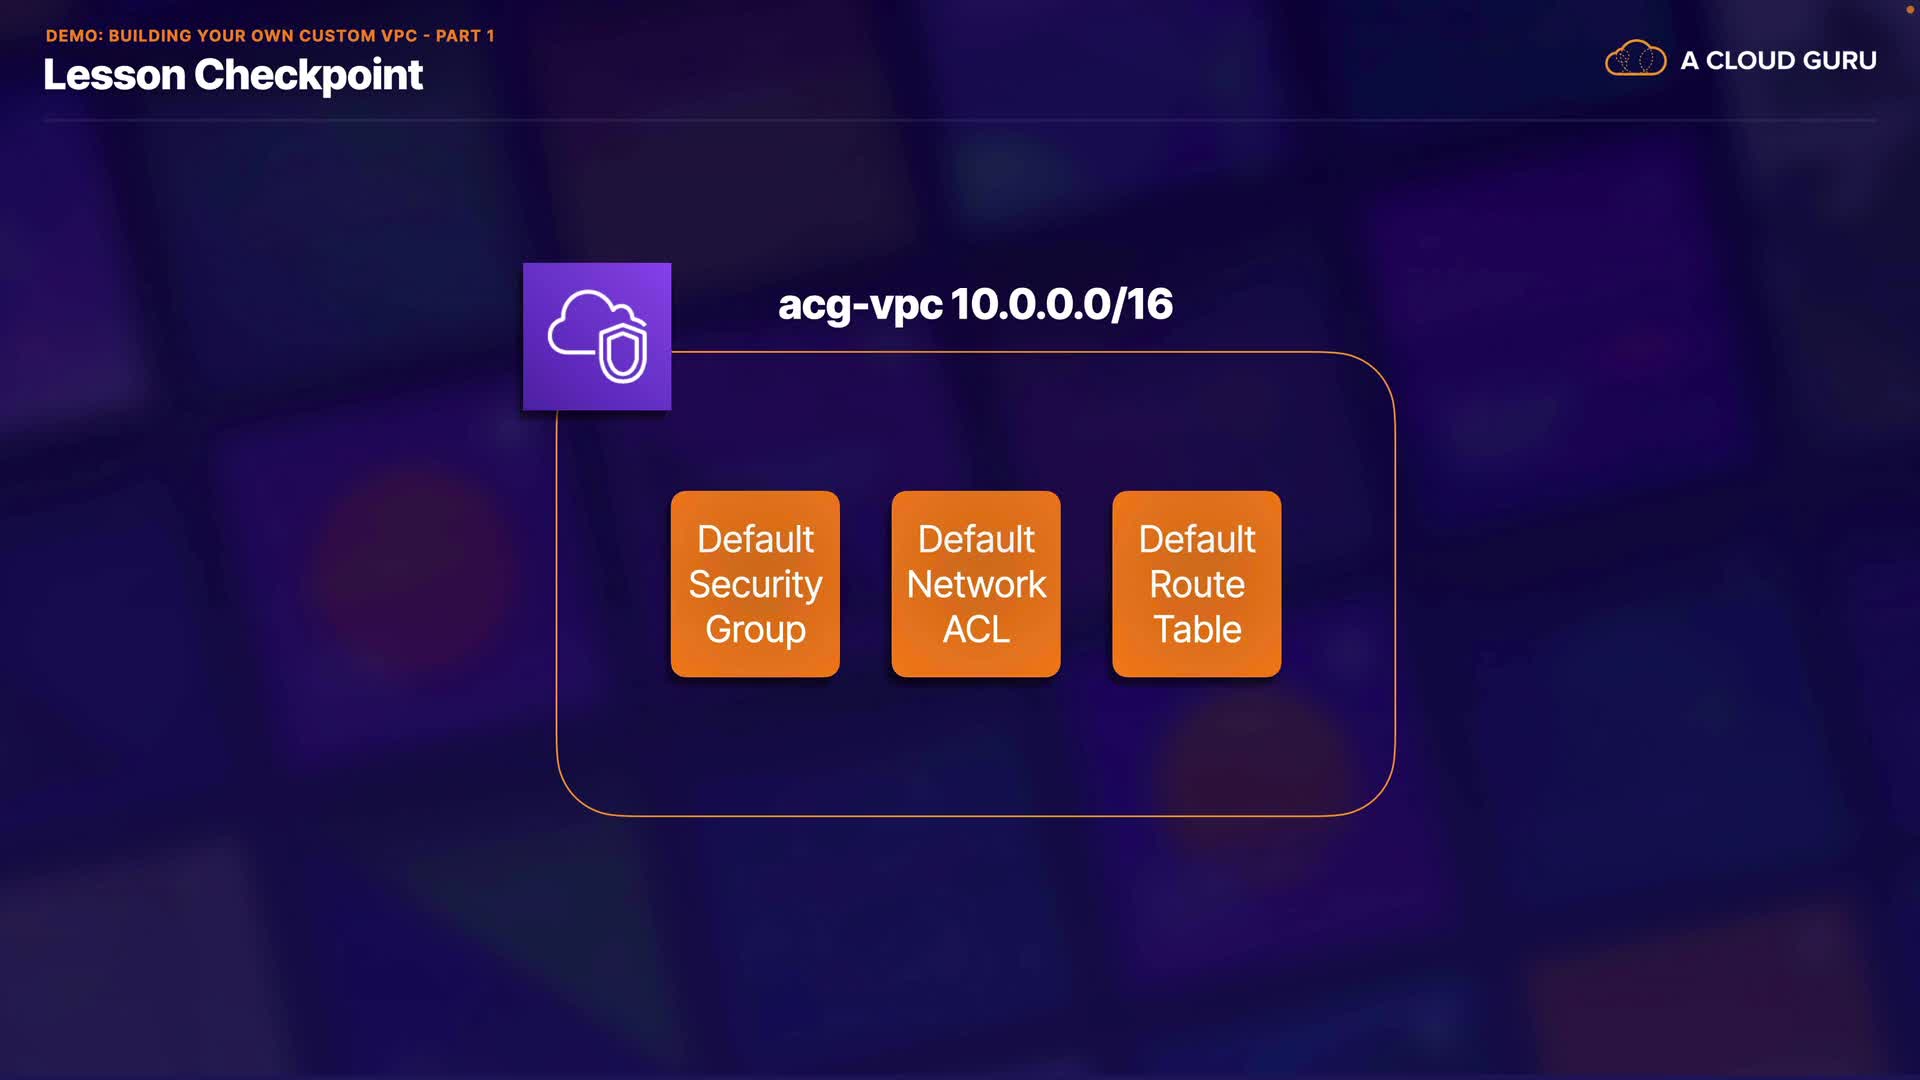 DEMO: BUILDING YOUR OWN CUSTOM VPC - PART 1
Lesson Checkpoint
A CLOUD GURU
acg-vpc 10.0.0.0/16
Default
Security
Group
Default
Network
ACL
Default
Route
Table